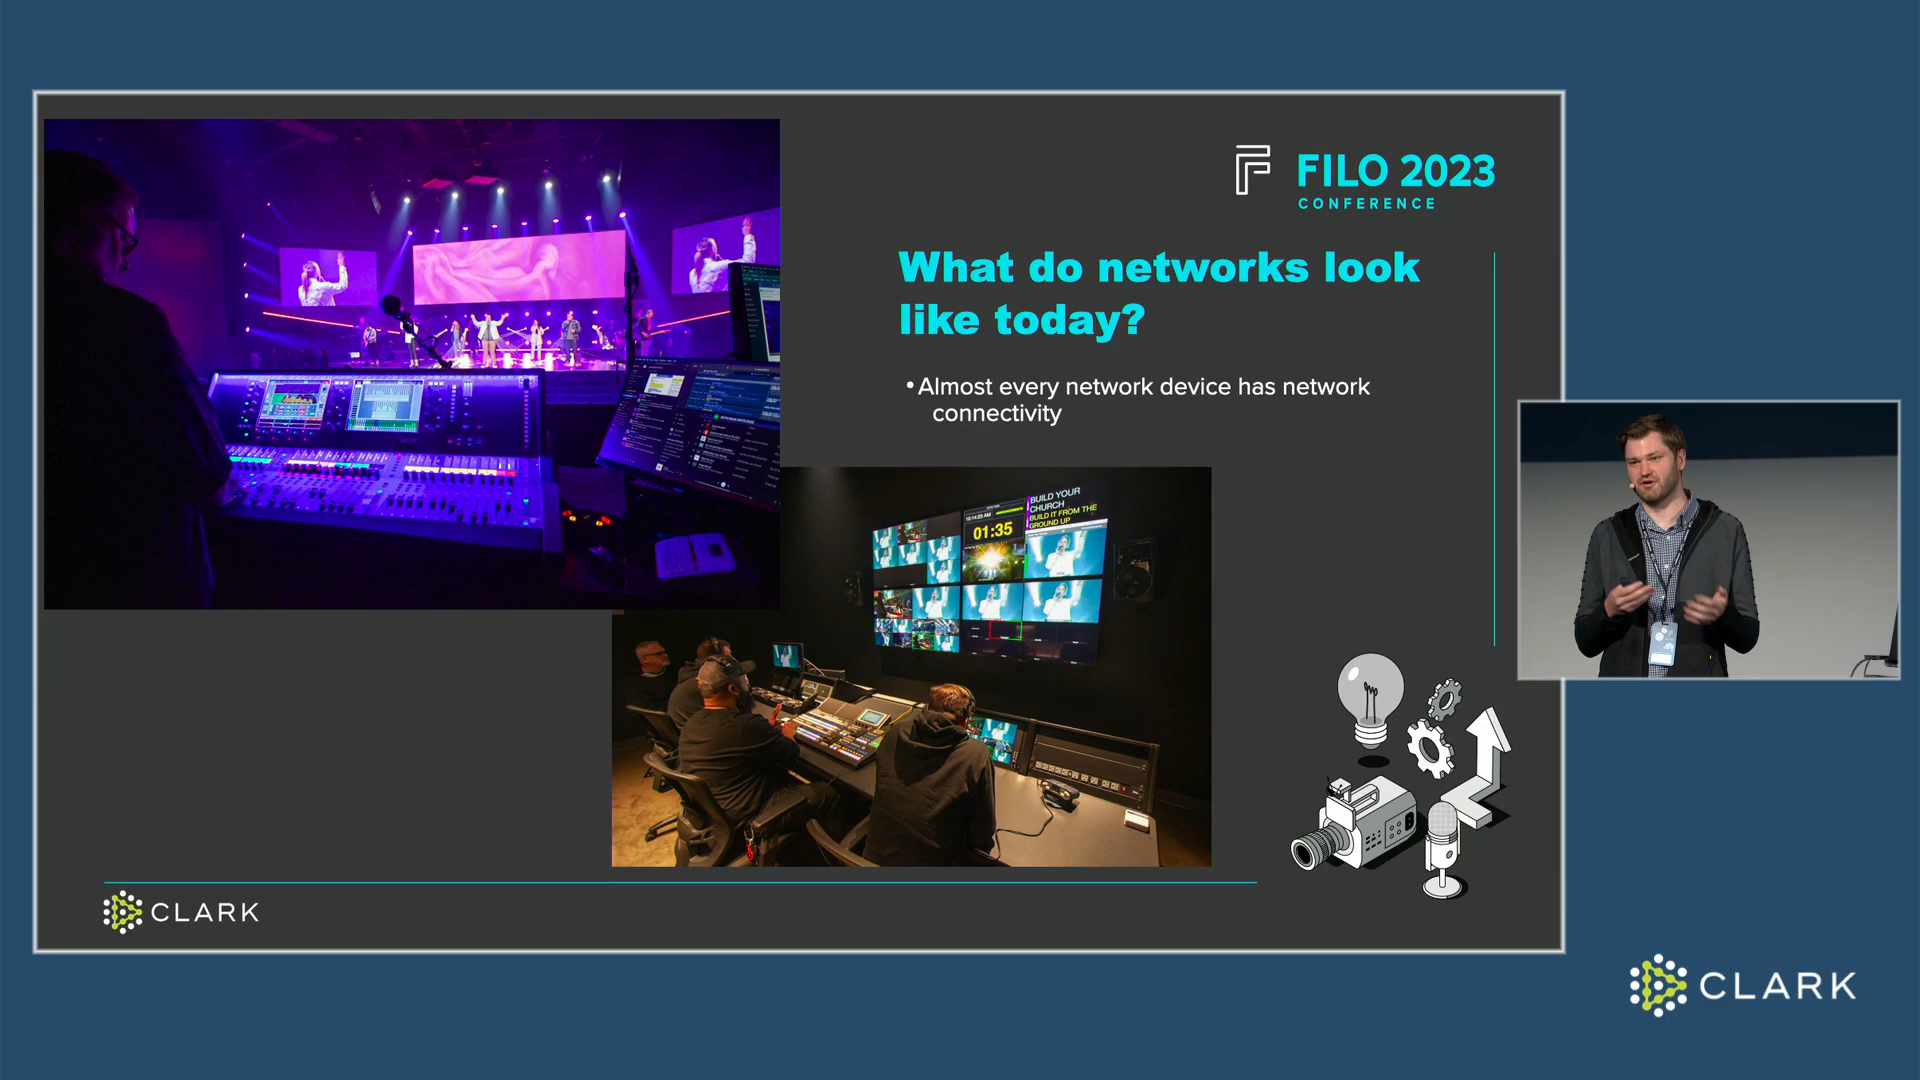 FILO 2023
CONFERENCE
What do networks look
like today?
•Almost every network device has network
connectivity
BUILD YOUR
CHURCH
BUILD IT FROM THE
GROUND UP
01:35
CLARK
CLARK